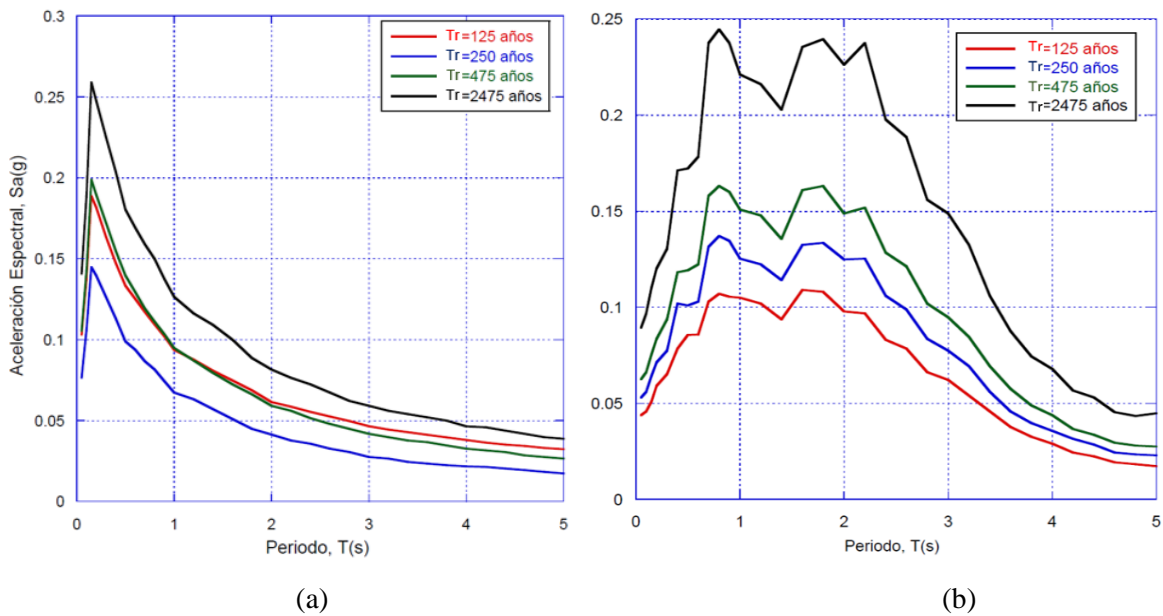 0.3
0.25
0.2
0.15
0.1
0.05
0
Aceleración Espectral, Sa(g)
Tr=125 años
Tr=250 años
Tr=475 años
Tr=2475 años
0 1 2 3 4 5
Periodo, T(s)
(a)
0.25
0.2
0.15
0.1
0.05
0
Tr=125 años
Tr=250 años
Tr=475 años
Tr=2475 años
0 1 2 3 4 5
Periodo, T(s)
(b)